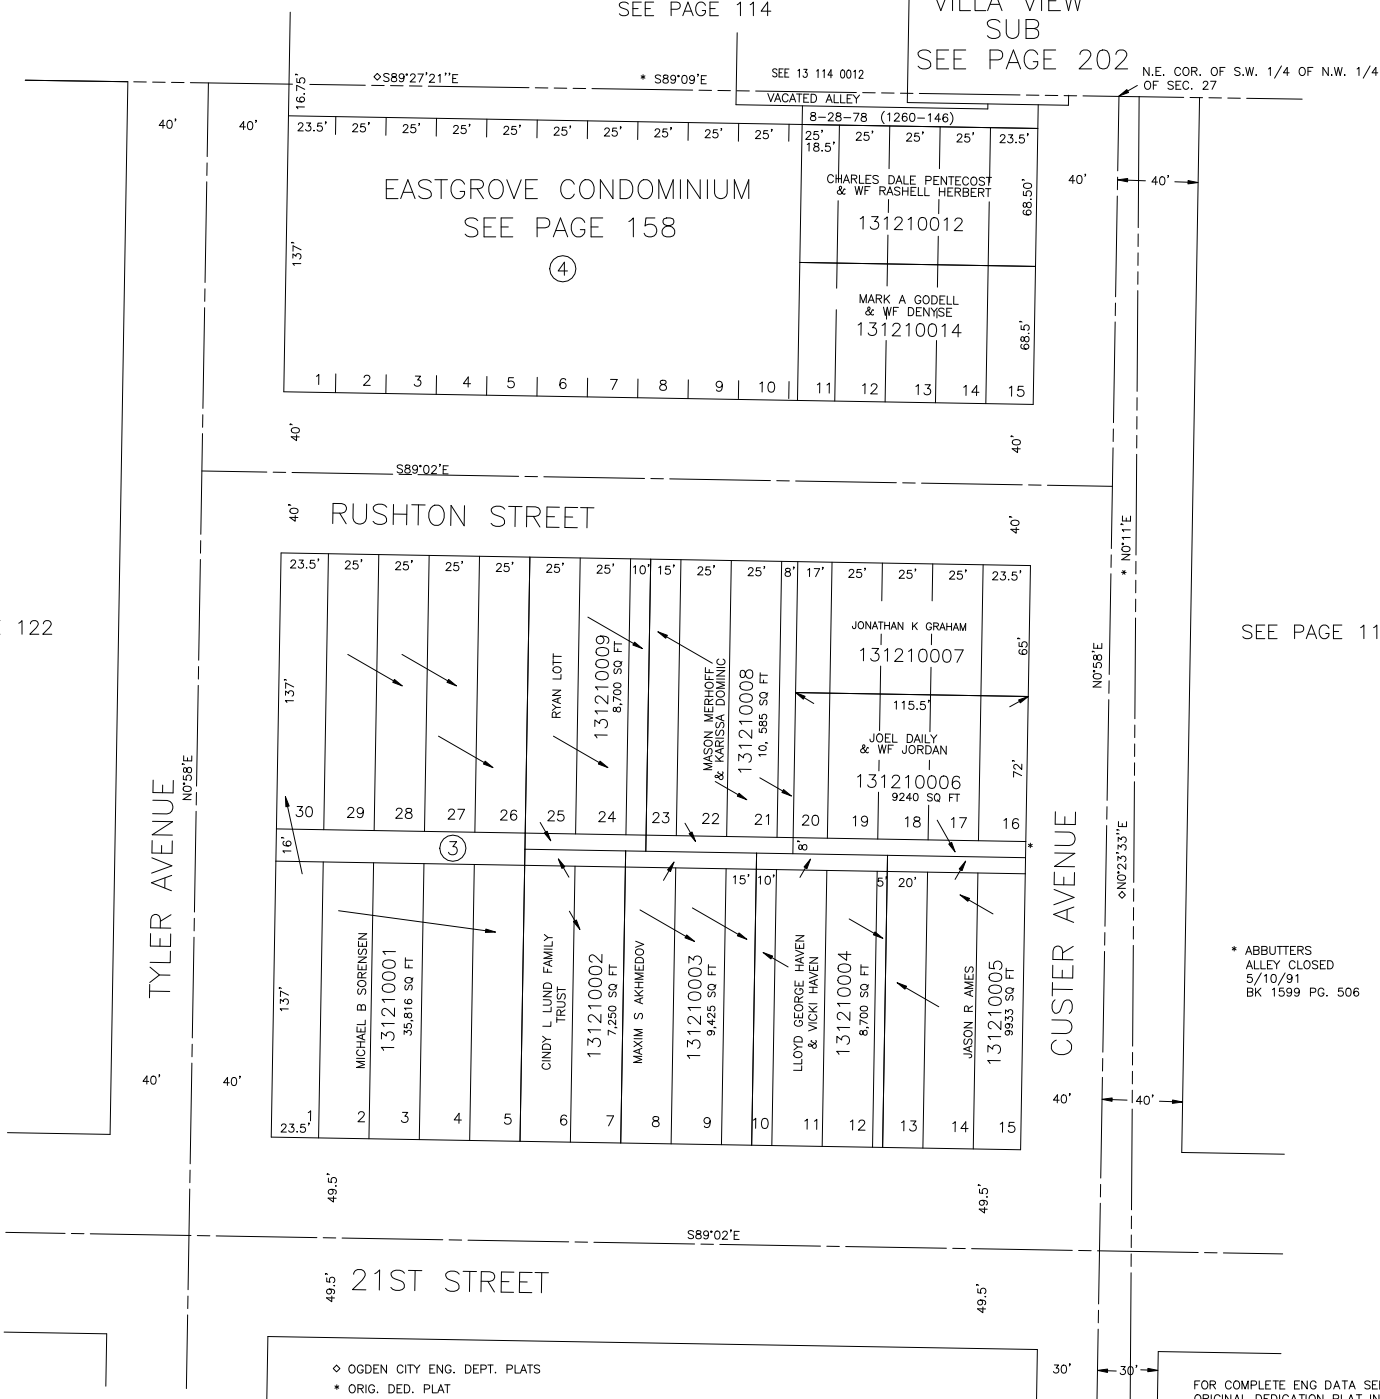 SEE PAGE 114
VILLA VIEW
SUB
SEE PAGE 202
◇S89°27'21"E
* S89°09'E
SEE 13 114 0012
VACATED ALLEY
8-28-78 (1260-146)
N.E. COR. OF S.W. 1/4 OF N.W. 1/4
OF SEC. 27
16.75'
40' 40'
23.5' 25' 25' 25' 25' 25' 25' 25' 25' 25' 25' 25' 25' 25' 23.5'
18.5'
EASTGROVE CONDOMINIUM
SEE PAGE 158
4
137'
CHARLES DALE PENTECOST
& WF RASHELL HERBERT
131210012
68.50'
40' 40'
MARK A GODELL
& WF DENYSE
131210014
68.5'
1 2 3 4 5 6 7 8 9 10 11 12 13 14 15
40' 40'
S89°02'E
40' 40'
RUSHTON STREET
* N0°11'E
23.5' 25' 25' 25' 25' 25' 25' 10' 15' 25' 25' 8' 17' 25' 25' 25' 23.5'
122
SEE PAGE 11
137'
RYAN LOTT
131210009
8,700 SQ FT
MASON MERHOFF
& KARISSA DOMINIC
131210008
10, 585 SQ FT
JONATHAN K GRAHAM
131210007
65'
115.5'
JOEL DAILY
& WF JORDAN
131210006
9240 SQ FT
72'
N0°58'E
N0°58'E
30 29 28 27 26 25 24 23 22 21 20 19 18 17 16
TYLER AVENUE
CUSTER AVENUE
◇N0°23'33"E
16'
3
8'
*
15' 10' 5' 20'
137'
MICHAEL B SORENSEN
131210001
35,816 SQ FT
CINDY L LUND FAMILY
TRUST
131210002
7,250 SQ FT
MAXIM S AKHMEDOV
131210003
9,425 SQ FT
LLOYD GEORGE HAVEN
& VICKI HAVEN
131210004
8,700 SQ FT
JASON R AMES
131210005
9933 SQ FT
* ABBUTTERS
ALLEY CLOSED
5/10/91
BK 1599 PG. 506
40' 40' 40' 40'
1 2 3 4 5 6 7 8 9 10 11 12 13 14 15
23.5'
49.5' 49.5'
S89°02'E
21ST STREET
49.5' 49.5'
30' 30'
◇ OGDEN CITY ENG. DEPT. PLATS
* ORIG. DED. PLAT
FOR COMPLETE ENG DATA SE